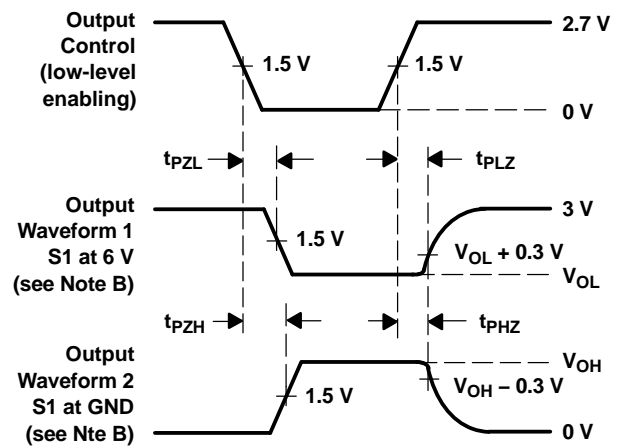 Output
Control
(low-level
enabling)
1.5 V
1.5 V
2.7 V
0 V
tPZL
tPLZ
Output
Waveform 1
S1 at 6 V
(see Note B)
1.5 V
3 V
VOL + 0.3 V
VOL
tPZH
tPHZ
Output
Waveform 2
S1 at GND
(see Nte B)
1.5 V
VOH
VOH − 0.3 V
0 V